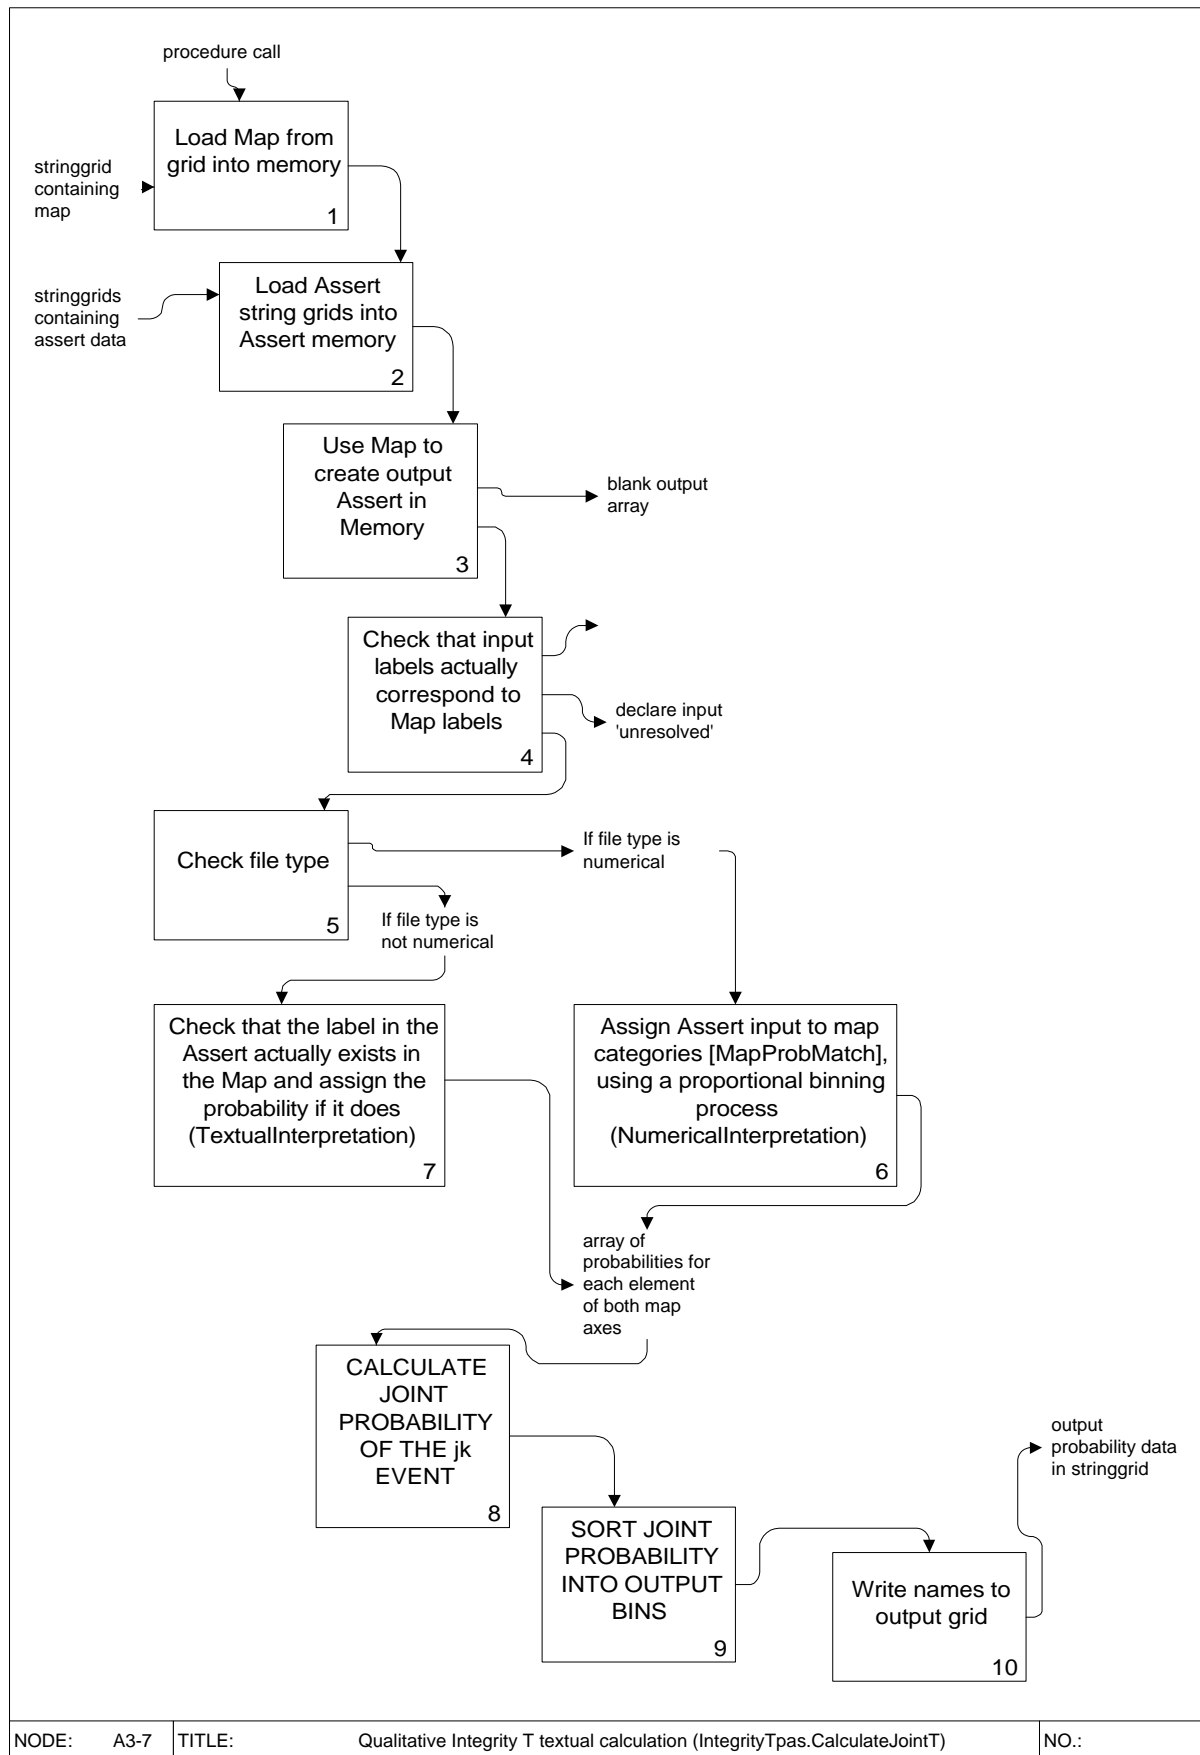 procedure call
Load Map from
grid into memory
1
stringgrid
containing
map
Load Assert
string grids into
Assert memory
2
stringgrids
containing
assert data
Use Map to
create output
Assert in
Memory
3
blank output
array
Check that input
labels actually
correspond to
Map labels
4
declare input
'unresolved'
Check file type
5
If file type is
numerical
If file type is
not numerical
Check that the label in the
Assert actually exists in
the Map and assign the
probability if it does
(TextualInterpretation)
7
Assign Assert input to map
categories [MapProbMatch],
using a proportional binning
process
(NumericalInterpretation)
6
array of
probabilities for
each element
of both map
axes
CALCULATE
JOINT
PROBABILITY
OF THE jk
EVENT
8
SORT JOINT
PROBABILITY
INTO OUTPUT
BINS
9
Write names to
output grid
10
output
probability data
in stringgrid
NODE: A3-7 TITLE: Qualitative Integrity T textual calculation (IntegrityTpas.CalculateJointT) NO.: